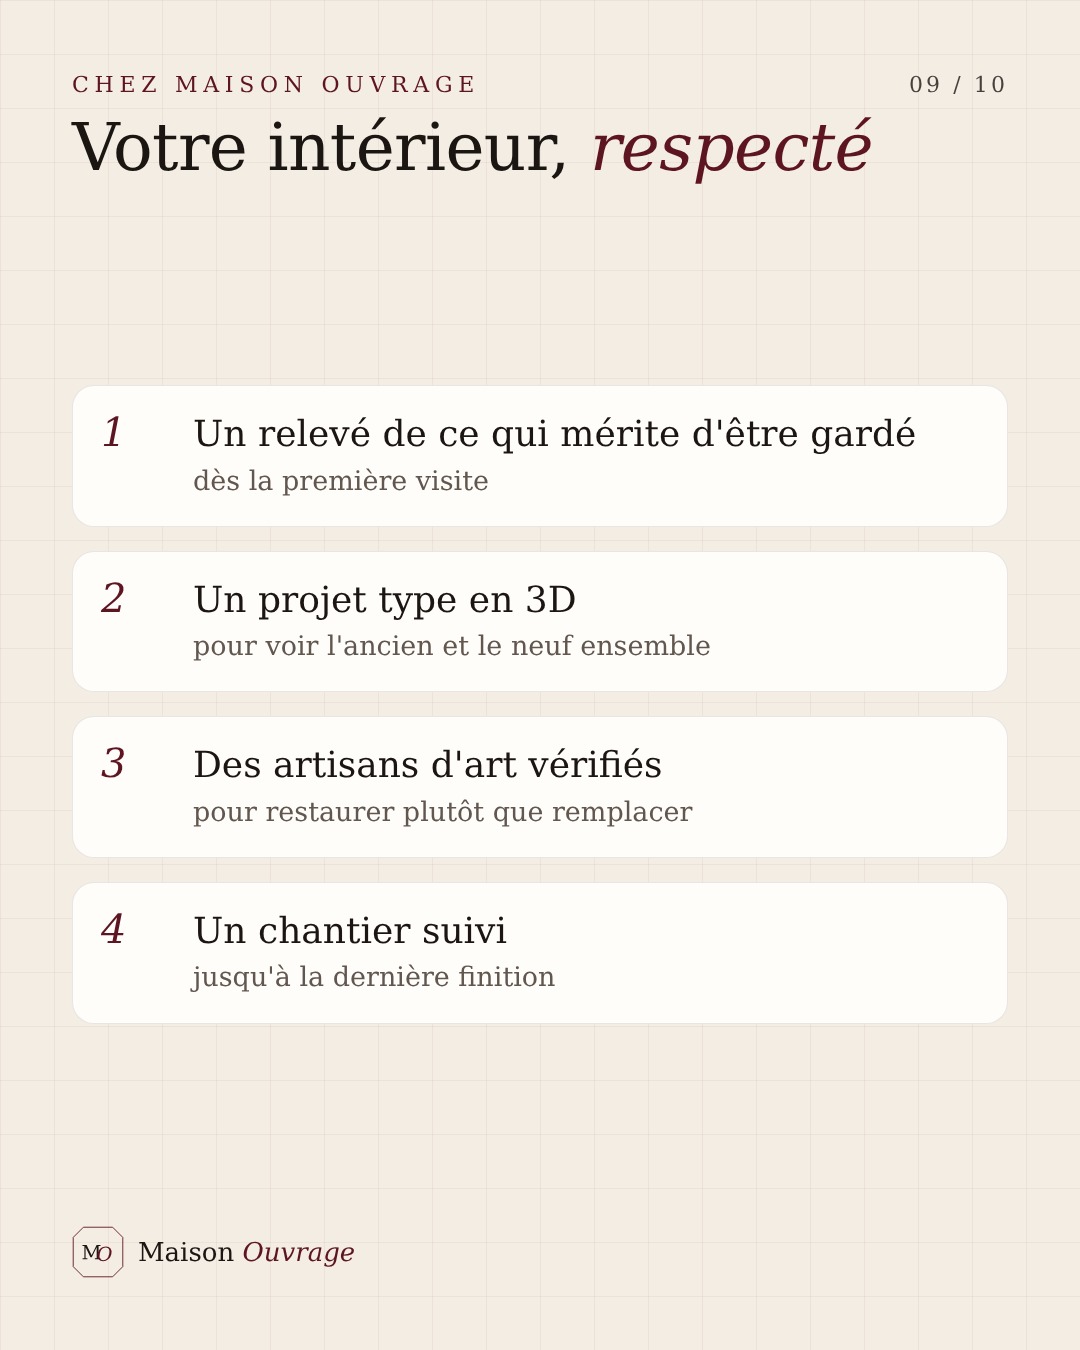 CHEZ MAISON OUVRAGE
09 / 10
Votre intérieur, respecté
1
Un relevé de ce qui mérite d'être gardé
dès la première visite
2
Un projet type en 3D
pour voir l'ancien et le neuf ensemble
3
Des artisans d'art vérifiés
pour restaurer plutôt que remplacer
4
Un chantier suivi
jusqu'à la dernière finition
MO
Maison Ouvrage